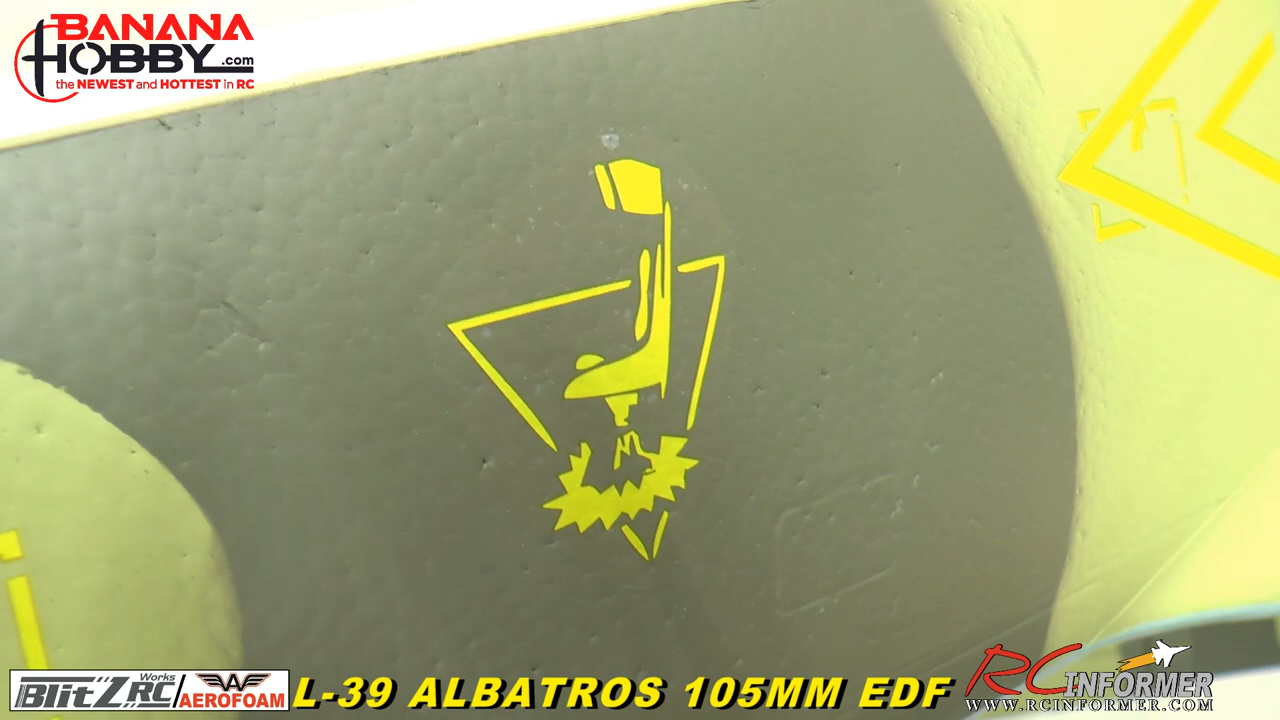 BANANA
HOBBY.com
the NEWEST and HOTTEST in RC
BlitzRC Works / AEROFOAM
L-39 ALBATROS 105MM EDF
RC INFORMER
WWW.RCINFORMER.COM